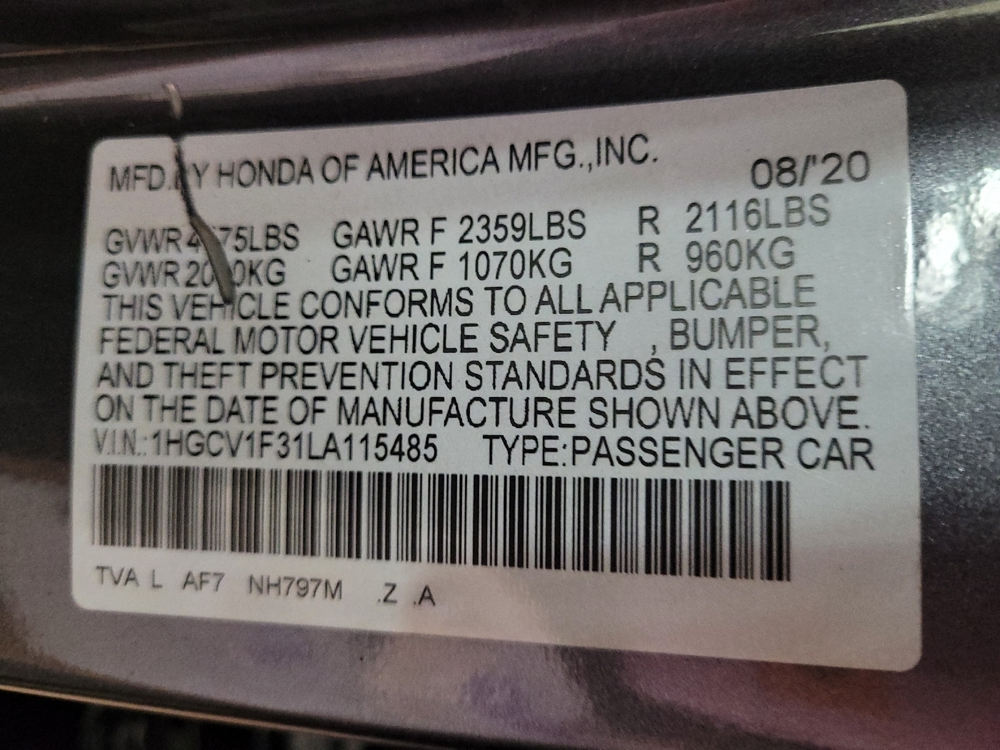 MFD. BY HONDA OF AMERICA MFG.,INC. 08/'20
GVWR GAWR F 2359LBS R 2116LBS
GVWR GAWR F 1070KG R 960KG
THIS VEHICLE CONFORMS TO ALL APPLICABLE
FEDERAL MOTOR VEHICLE SAFETY , BUMPER,
AND THEFT PREVENTION STANDARDS IN EFFECT
ON THE DATE OF MANUFACTURE SHOWN ABOVE.
V.I.N.:1HGCV1F31LA115485 TYPE:PASSENGER CAR
TVA L AF7 NH797M .Z .A